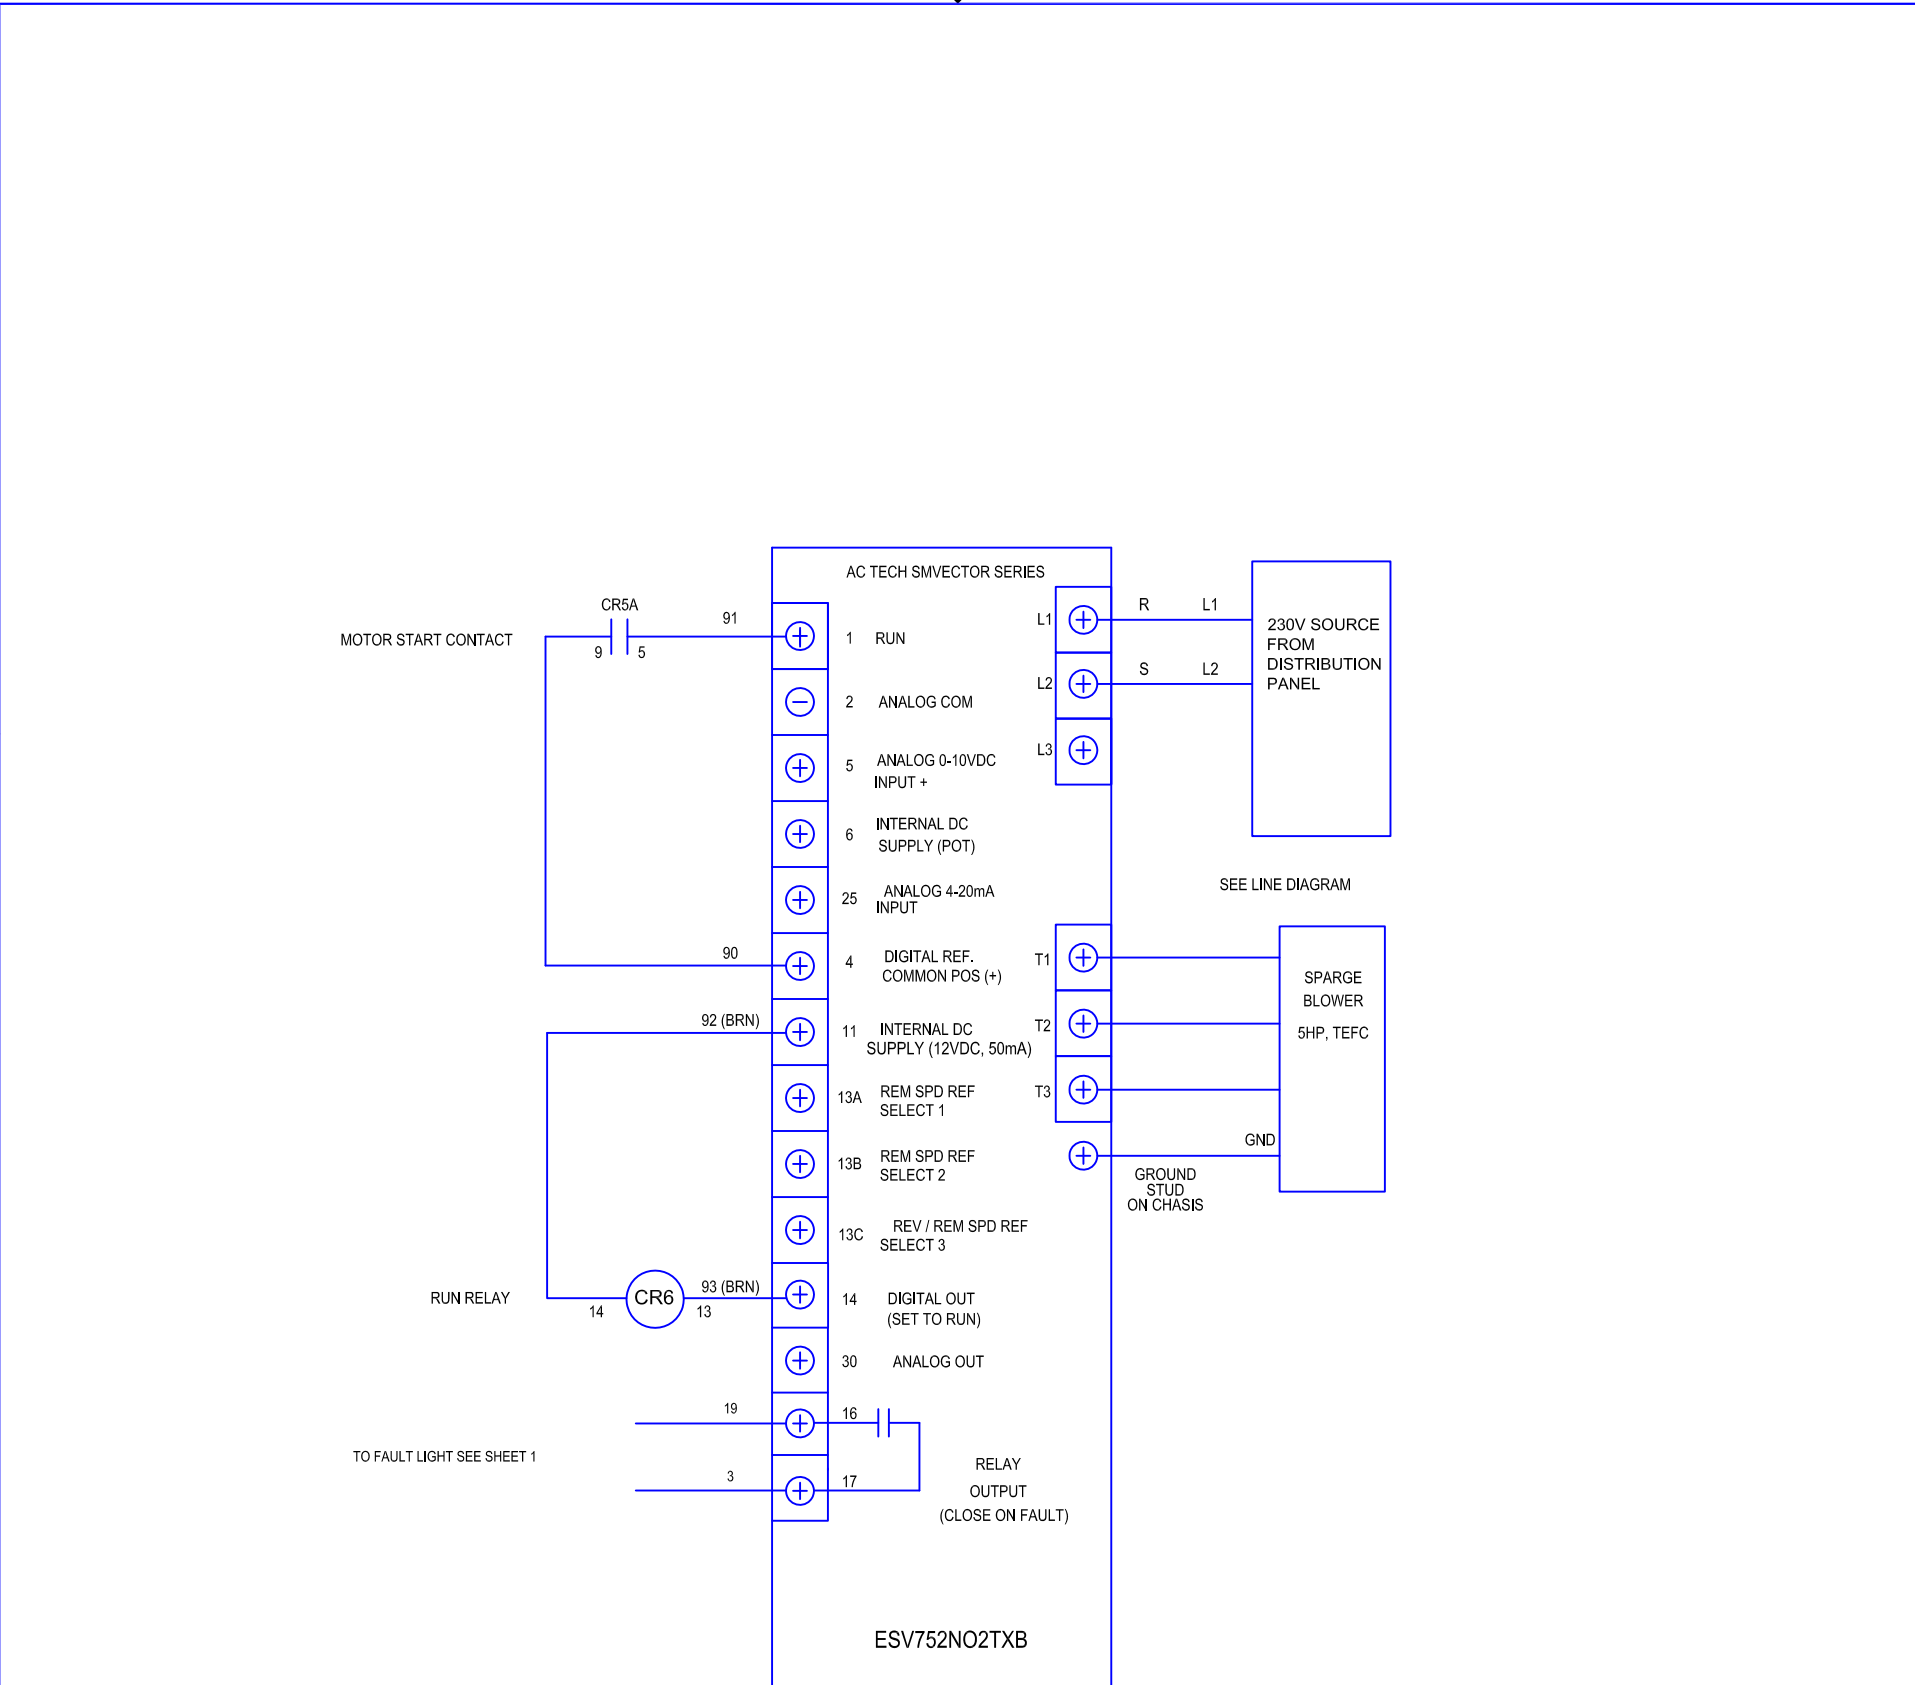 AC TECH SMVECTOR SERIES
CR5A
91
MOTOR START CONTACT
9
5
1
RUN
2
ANALOG COM
5
ANALOG 0-10VDC
INPUT +
6
INTERNAL DC
SUPPLY (POT)
25
ANALOG 4-20mA
INPUT
90
4
DIGITAL REF.
COMMON POS (+)
92 (BRN)
11
INTERNAL DC
SUPPLY (12VDC, 50mA)
13A
REM SPD REF
SELECT 1
13B
REM SPD REF
SELECT 2
13C
REV / REM SPD REF
SELECT 3
RUN RELAY
14
CR6
13
93 (BRN)
14
DIGITAL OUT
(SET TO RUN)
30
ANALOG OUT
19
16
TO FAULT LIGHT SEE SHEET 1
3
17
RELAY
OUTPUT
(CLOSE ON FAULT)
L1
R
L1
L2
S
L2
L3
230V SOURCE
FROM
DISTRIBUTION
PANEL
SEE LINE DIAGRAM
T1
T2
T3
SPARGE
BLOWER
5HP, TEFC
GND
GROUND
STUD
ON CHASIS
ESV752NO2TXB